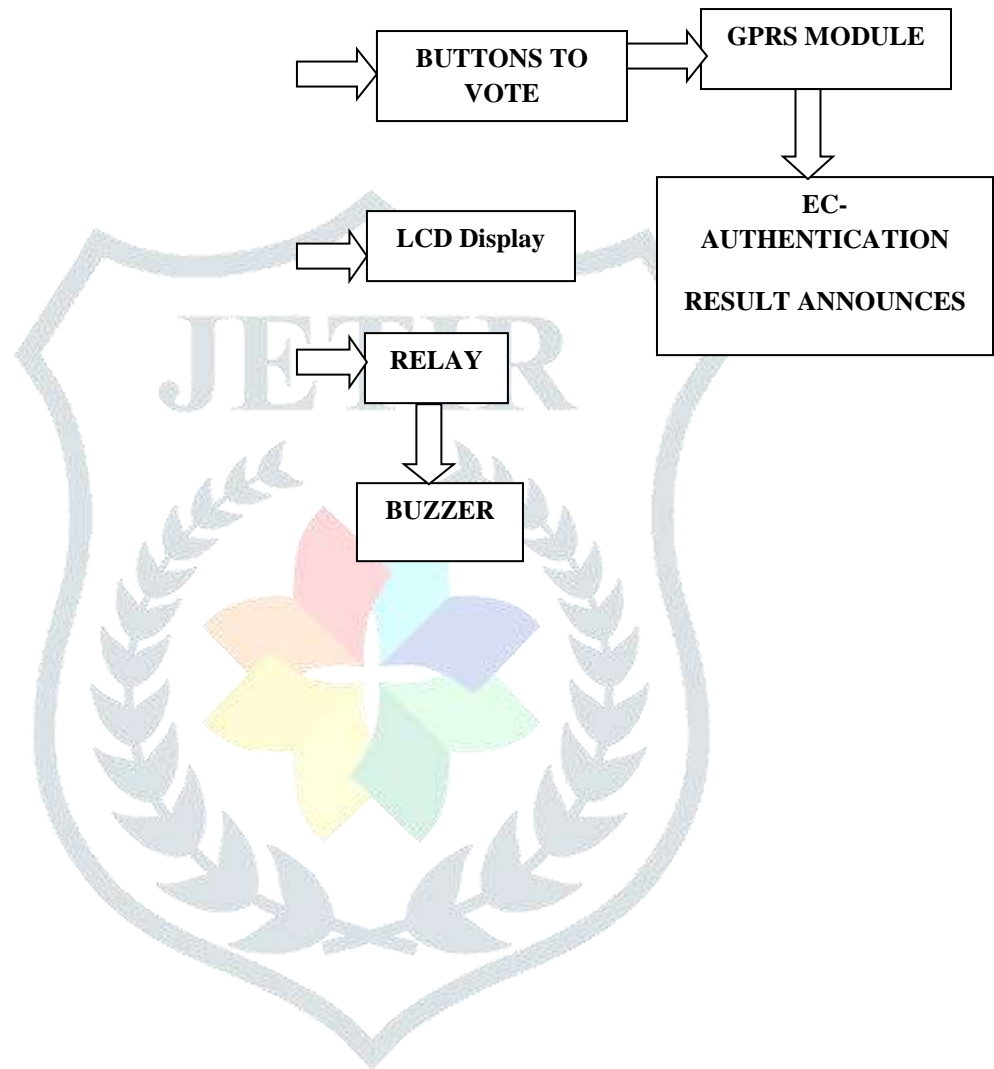 BUTTONS TO
VOTE
GPRS MODULE
EC-
AUTHENTICATION
RESULT ANNOUNCES
LCD Display
JETIR
RELAY
BUZZER